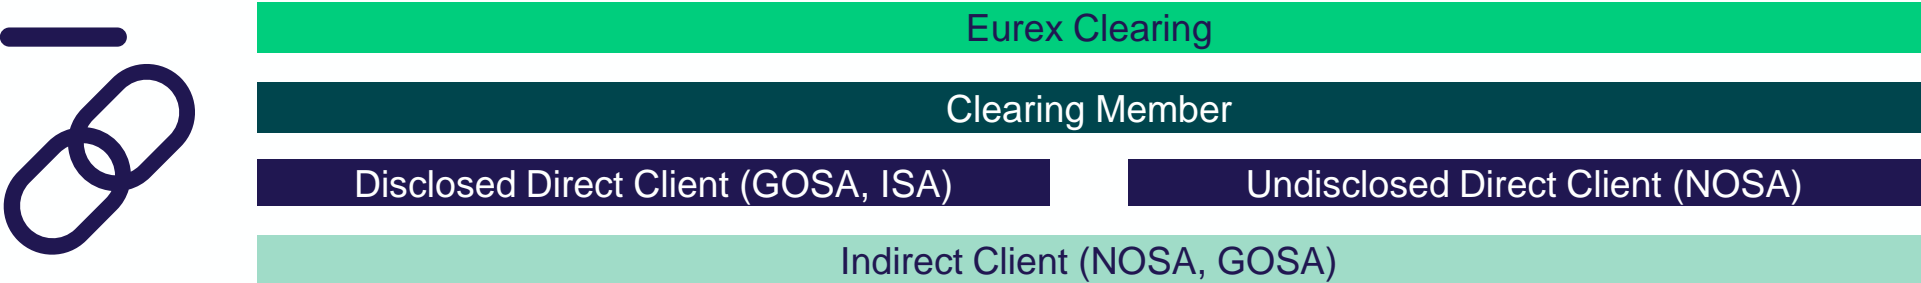 Eurex Clearing
Clearing Member
Disclosed Direct Client (GOSA, ISA)
Undisclosed Direct Client (NOSA)
Indirect Client (NOSA, GOSA)